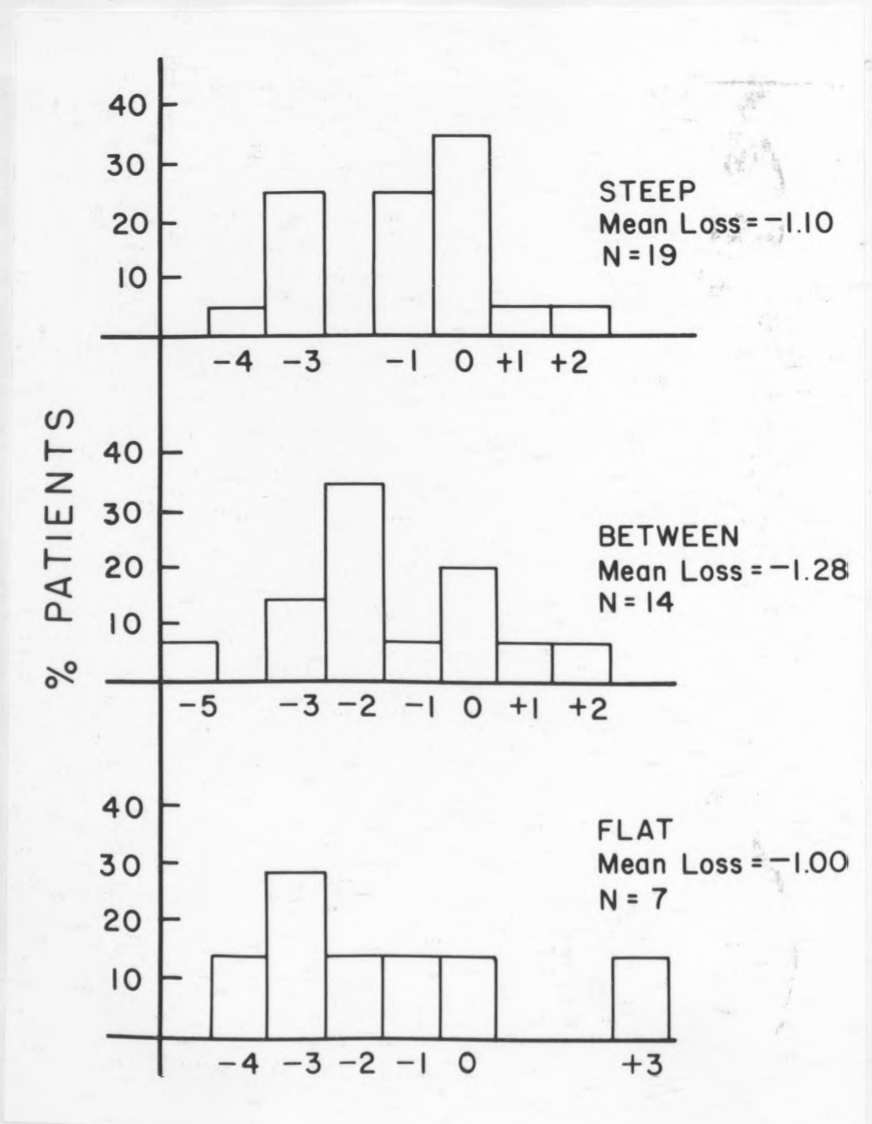 % PATIENTS
40
30
20
10
STEEP
Mean Loss = -1.10
N = 19
-4 -3 -1 0 +1 +2
40
30
20
10
BETWEEN
Mean Loss = -1.28
N = 14
-5 -3 -2 -1 0 +1 +2
40
30
20
10
FLAT
Mean Loss = -1.00
N = 7
-4 -3 -2 -1 0 +3